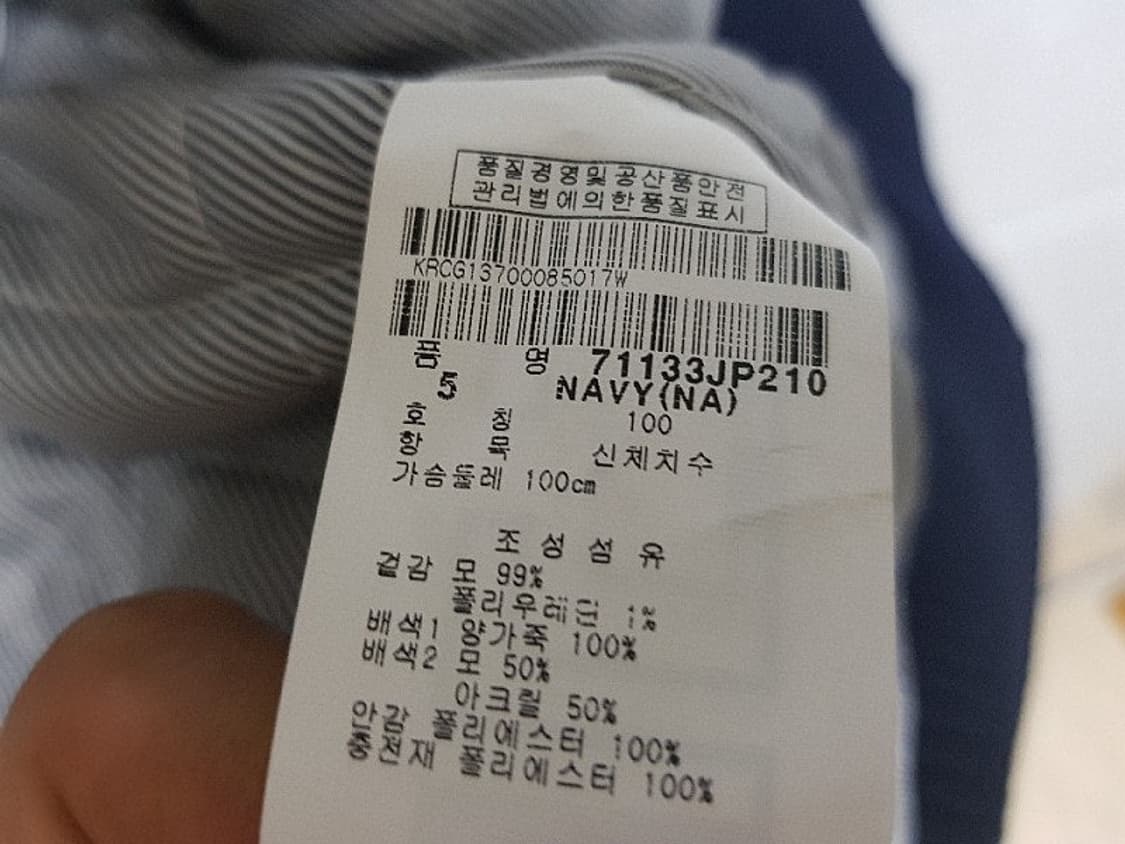 품질경영및공산품안전
관리법에의한품질표시
KRCG13700085017W
품 명 71133JP210
5 NAVY(NA)
호 칭 100
항 목 신체치수
가슴둘레 100cm
조성섬유
겉감 모 99%
폴리우레탄 1%
배색1 양가죽 100%
배색2 모 50%
아크릴 50%
안감 폴리에스터 100%
충전재 폴리에스터 100%